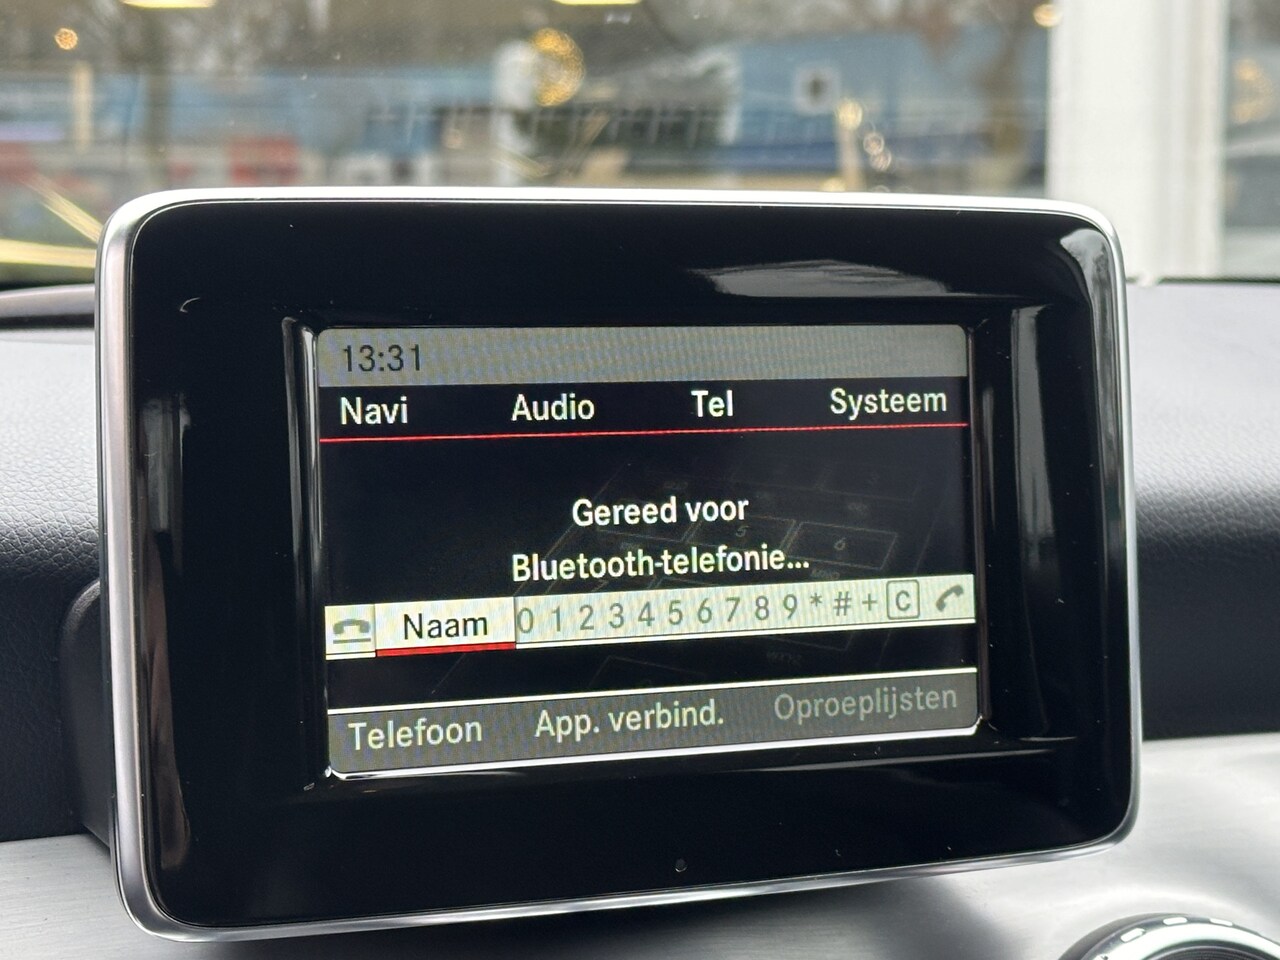 13:31
Navi Audio Tel Systeem
Gereed voor
Bluetooth-telefonie...
Naam 0 1 2 3 4 5 6 7 8 9 * # + C
Telefoon App. verbind. Oproeplijsten